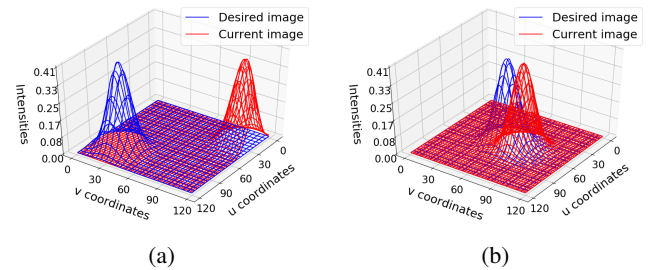 Desired image
Current image
0.41
0.33
0.25
0.17
0.08
0.00
Intensities
0
30
60
90
120
v coordinates
0
30
60
90
120
u coordinates
(a)
Desired image
Current image
0.41
0.33
0.25
0.17
0.08
0.00
Intensities
0
30
60
90
120
v coordinates
0
30
60
90
120
u coordinates
(b)